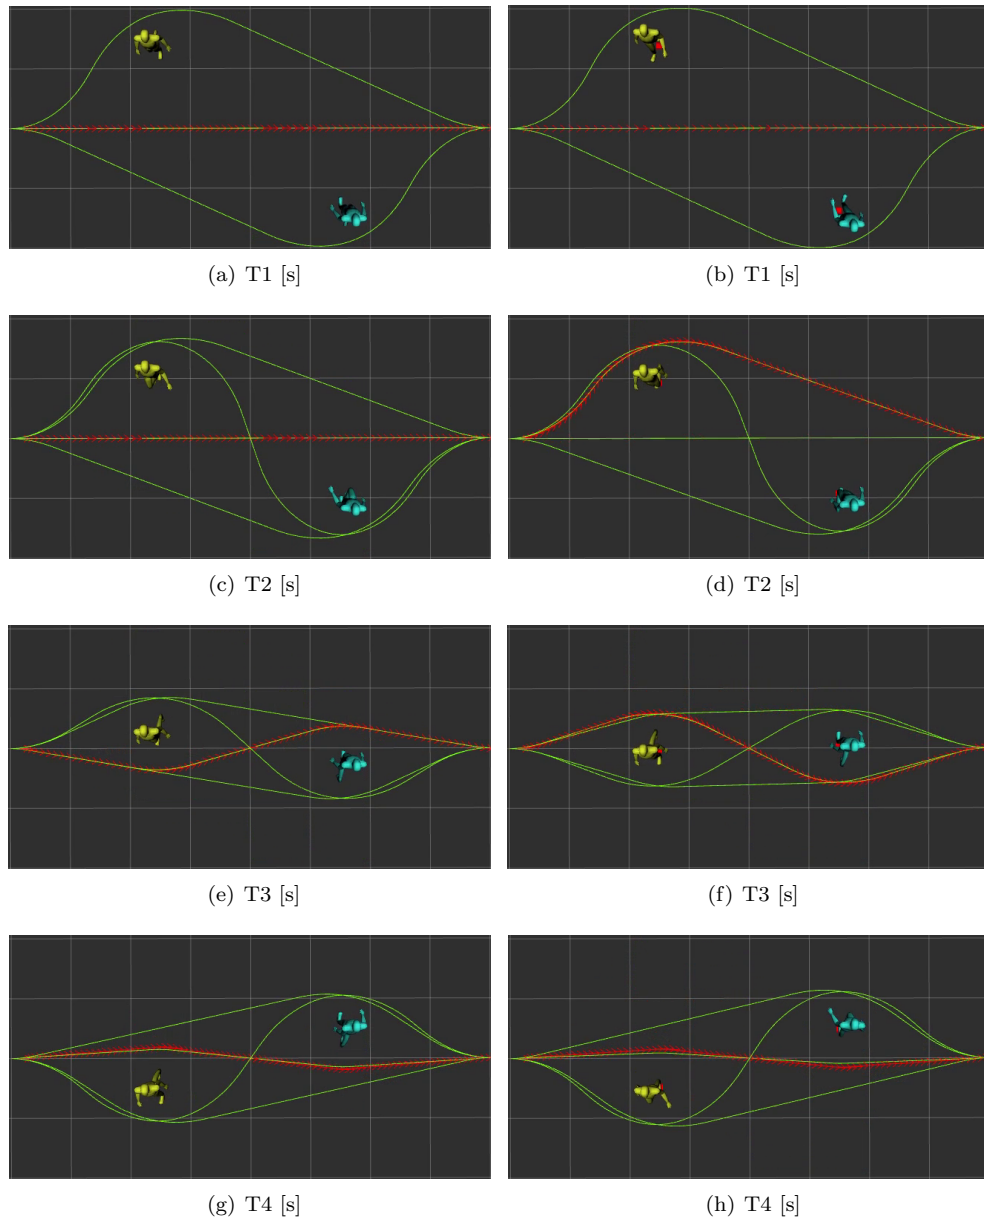 (a) T1 [s]
(b) T1 [s]
(c) T2 [s]
(d) T2 [s]
(e) T3 [s]
(f) T3 [s]
(g) T4 [s]
(h) T4 [s]